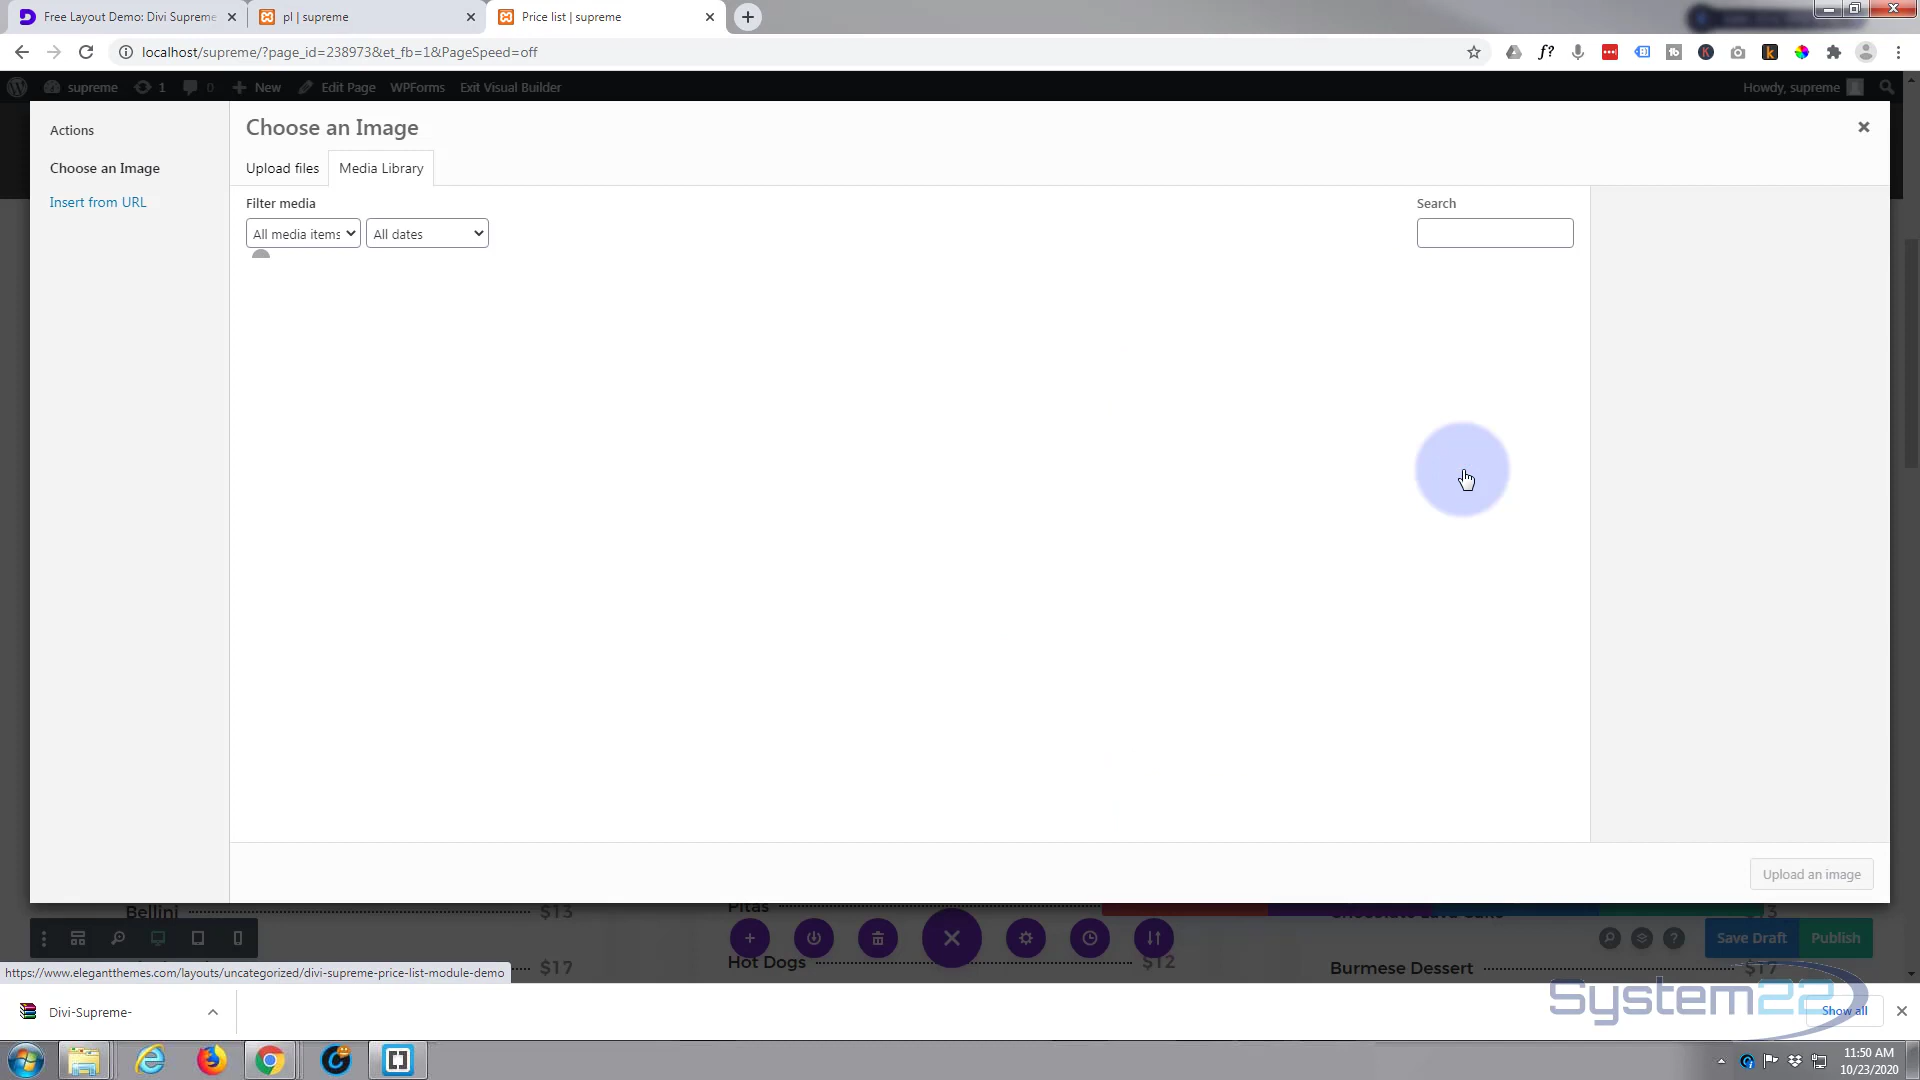 Free Layout Demo: Divi Supreme
pl | supreme
Price list | supreme
localhost/supreme/?page_id=238973&et_fb=1&PageSpeed=off
supreme 1 0 New Edit Page WPForms Exit Visual Builder Howdy, supreme
Actions
Choose an Image
Insert from URL
Choose an Image
Upload files
Media Library
Filter media
All media items
All dates
Search
Upload an image
Bellini $13
Pitas
$17
Hot Dogs $12
Burmese Dessert $17
Save Draft
Publish
https://www.elegantthemes.com/layouts/uncategorized/divi-supreme-price-list-module-demo
Divi-Supreme-
Show all
System22
11:50 AM
10/23/2020